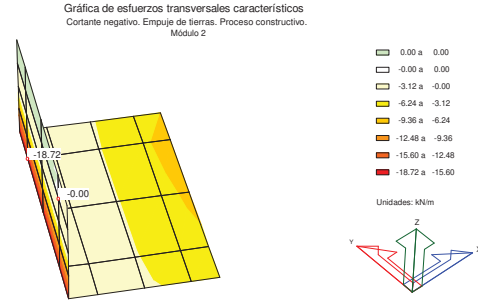 Gráfica de esfuerzos transversales característicos
Cortante negativo. Empuje de tierras. Proceso constructivo.
Módulo 2
0.00 a 0.00
-0.00 a 0.00
-3.12 a -0.00
-6.24 a -3.12
-9.36 a -6.24
-12.48 a -9.36
-15.60 a -12.48
-18.72 a -15.60
-18.72
-0.00
Unidades: kN/m
Z
Y
X